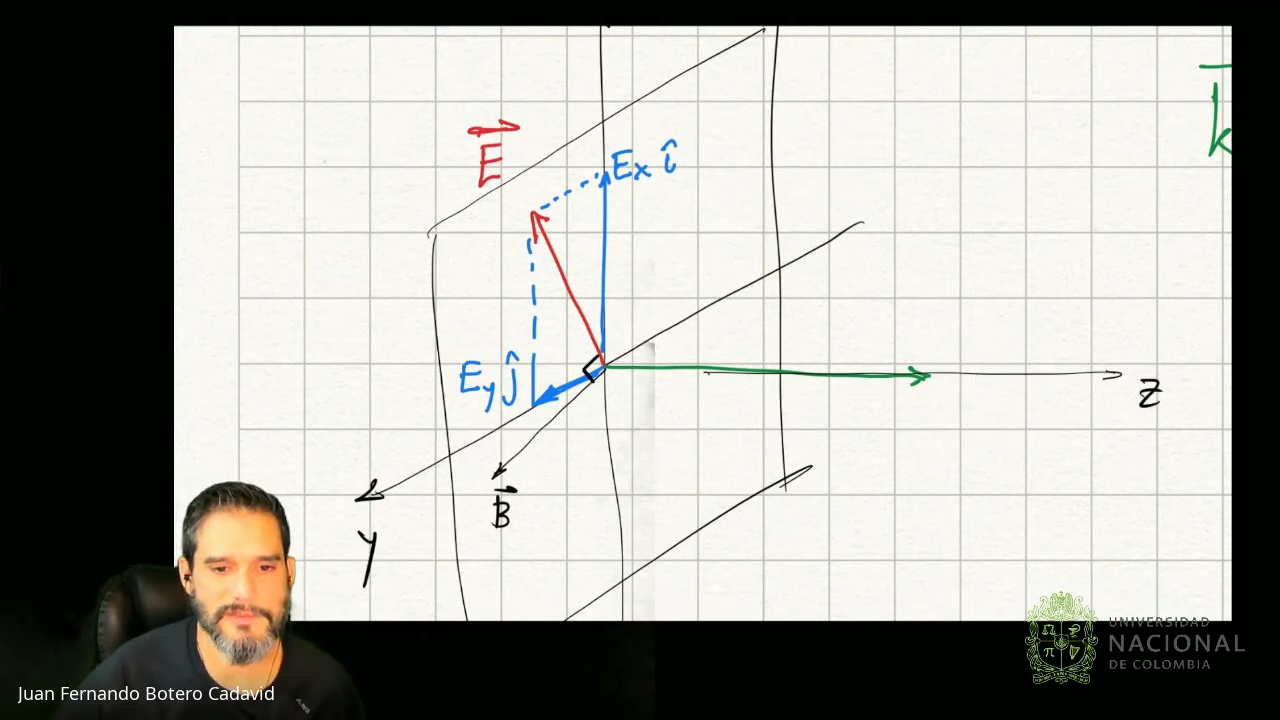 E
Ex î
k
Ey ĵ
Z
B
y
UNIVERSIDAD
NACIONAL
DE COLOMBIA
Juan Fernando Botero Cadavid